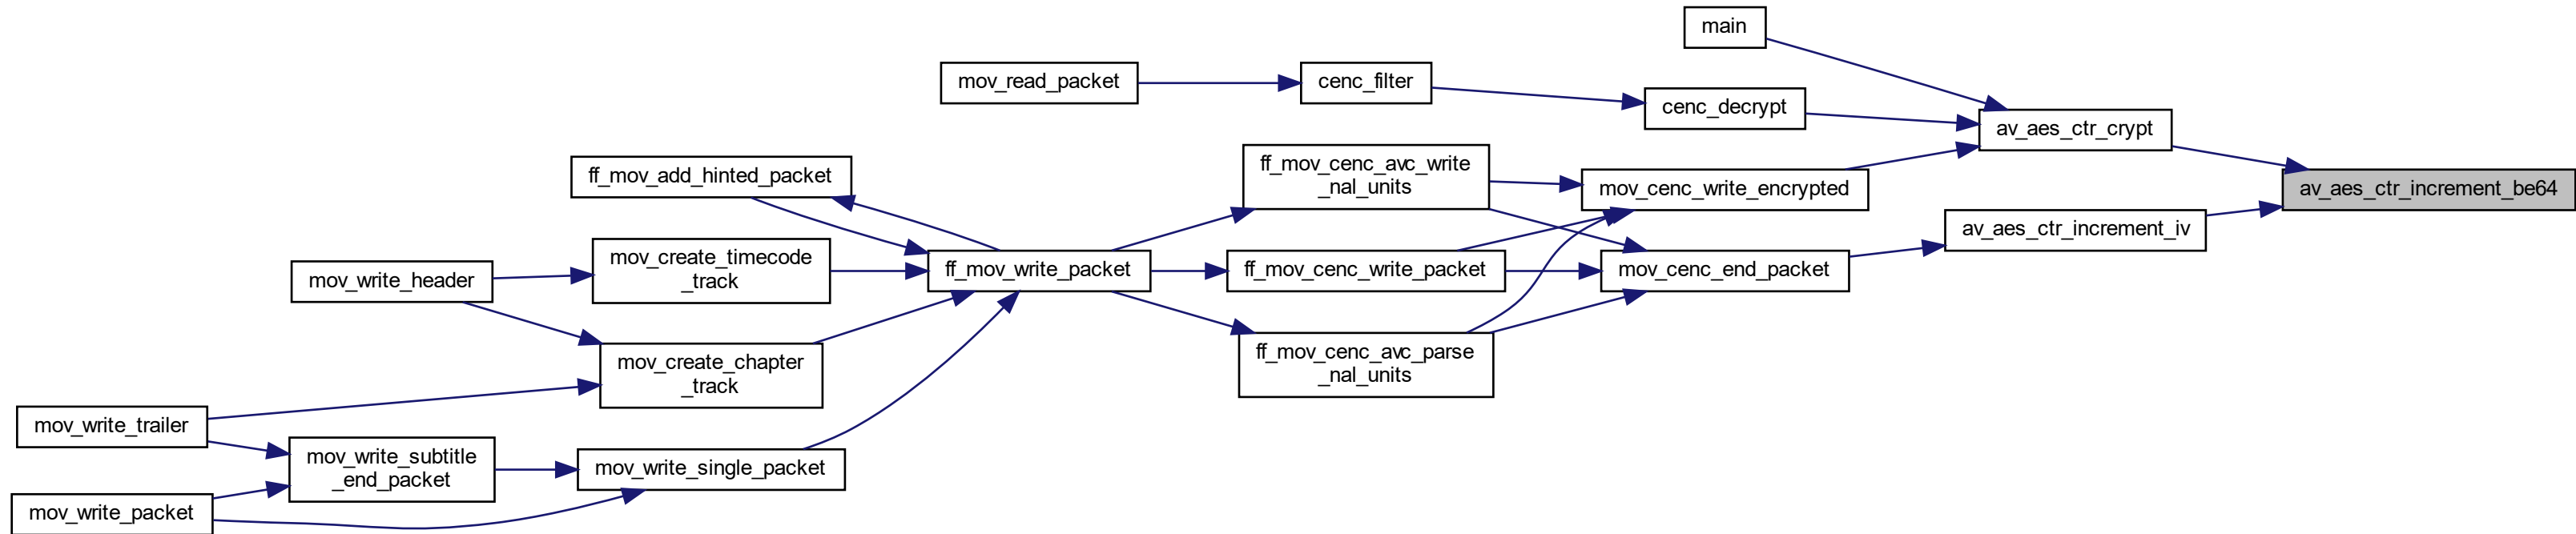 main
mov_read_packet
cenc_filter
cenc_decrypt
av_aes_ctr_crypt
ff_mov_add_hinted_packet
ff_mov_cenc_avc_write
_nal_units
mov_cenc_write_encrypted
av_aes_ctr_increment_be64
av_aes_ctr_increment_iv
mov_write_header
mov_create_timecode
_track
ff_mov_write_packet
ff_mov_cenc_write_packet
mov_cenc_end_packet
mov_create_chapter
_track
ff_mov_cenc_avc_parse
_nal_units
mov_write_trailer
mov_write_subtitle
_end_packet
mov_write_single_packet
mov_write_packet